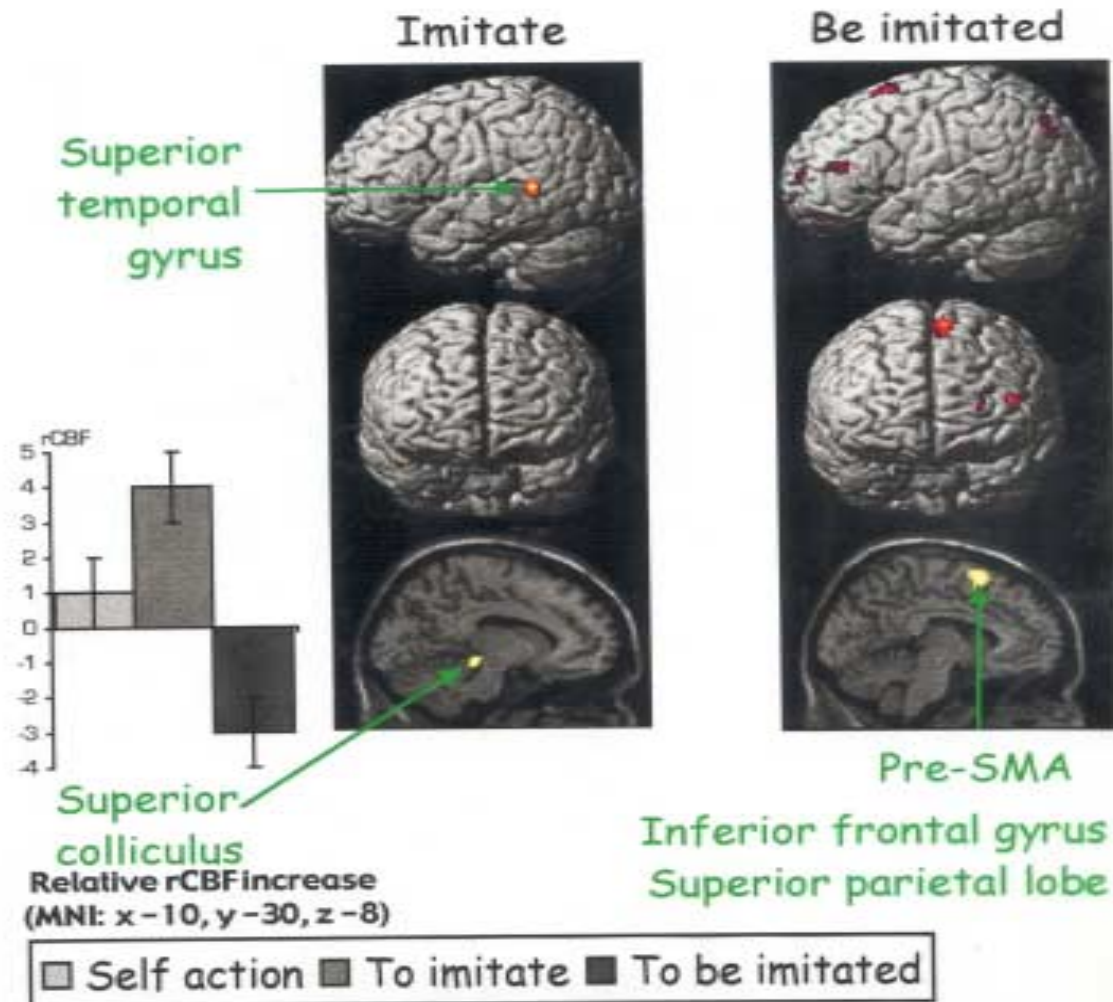 Imitate
Be imitated
Superior
temporal
gyrus
rCBF
5
4
3
2
1
0
-1
-2
-3
-4
Superior
colliculus
Pre-SMA
Inferior frontal gyrus
Superior parietal lobe
Relative rCBF increase
(MNI: x -10, y -30, z -8)
Self action To imitate To be imitated